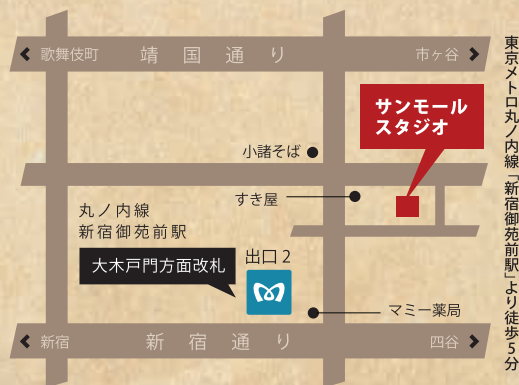 歌舞伎町
靖国通り
市ヶ谷
サンモール
スタジオ
小諸そば
すき屋
丸ノ内線
新宿御苑前駅
大木戸門方面改札
出口2
マミー薬局
新宿
新宿通り
四谷
東京メトロ丸ノ内線「新宿御苑前駅」より徒歩5分